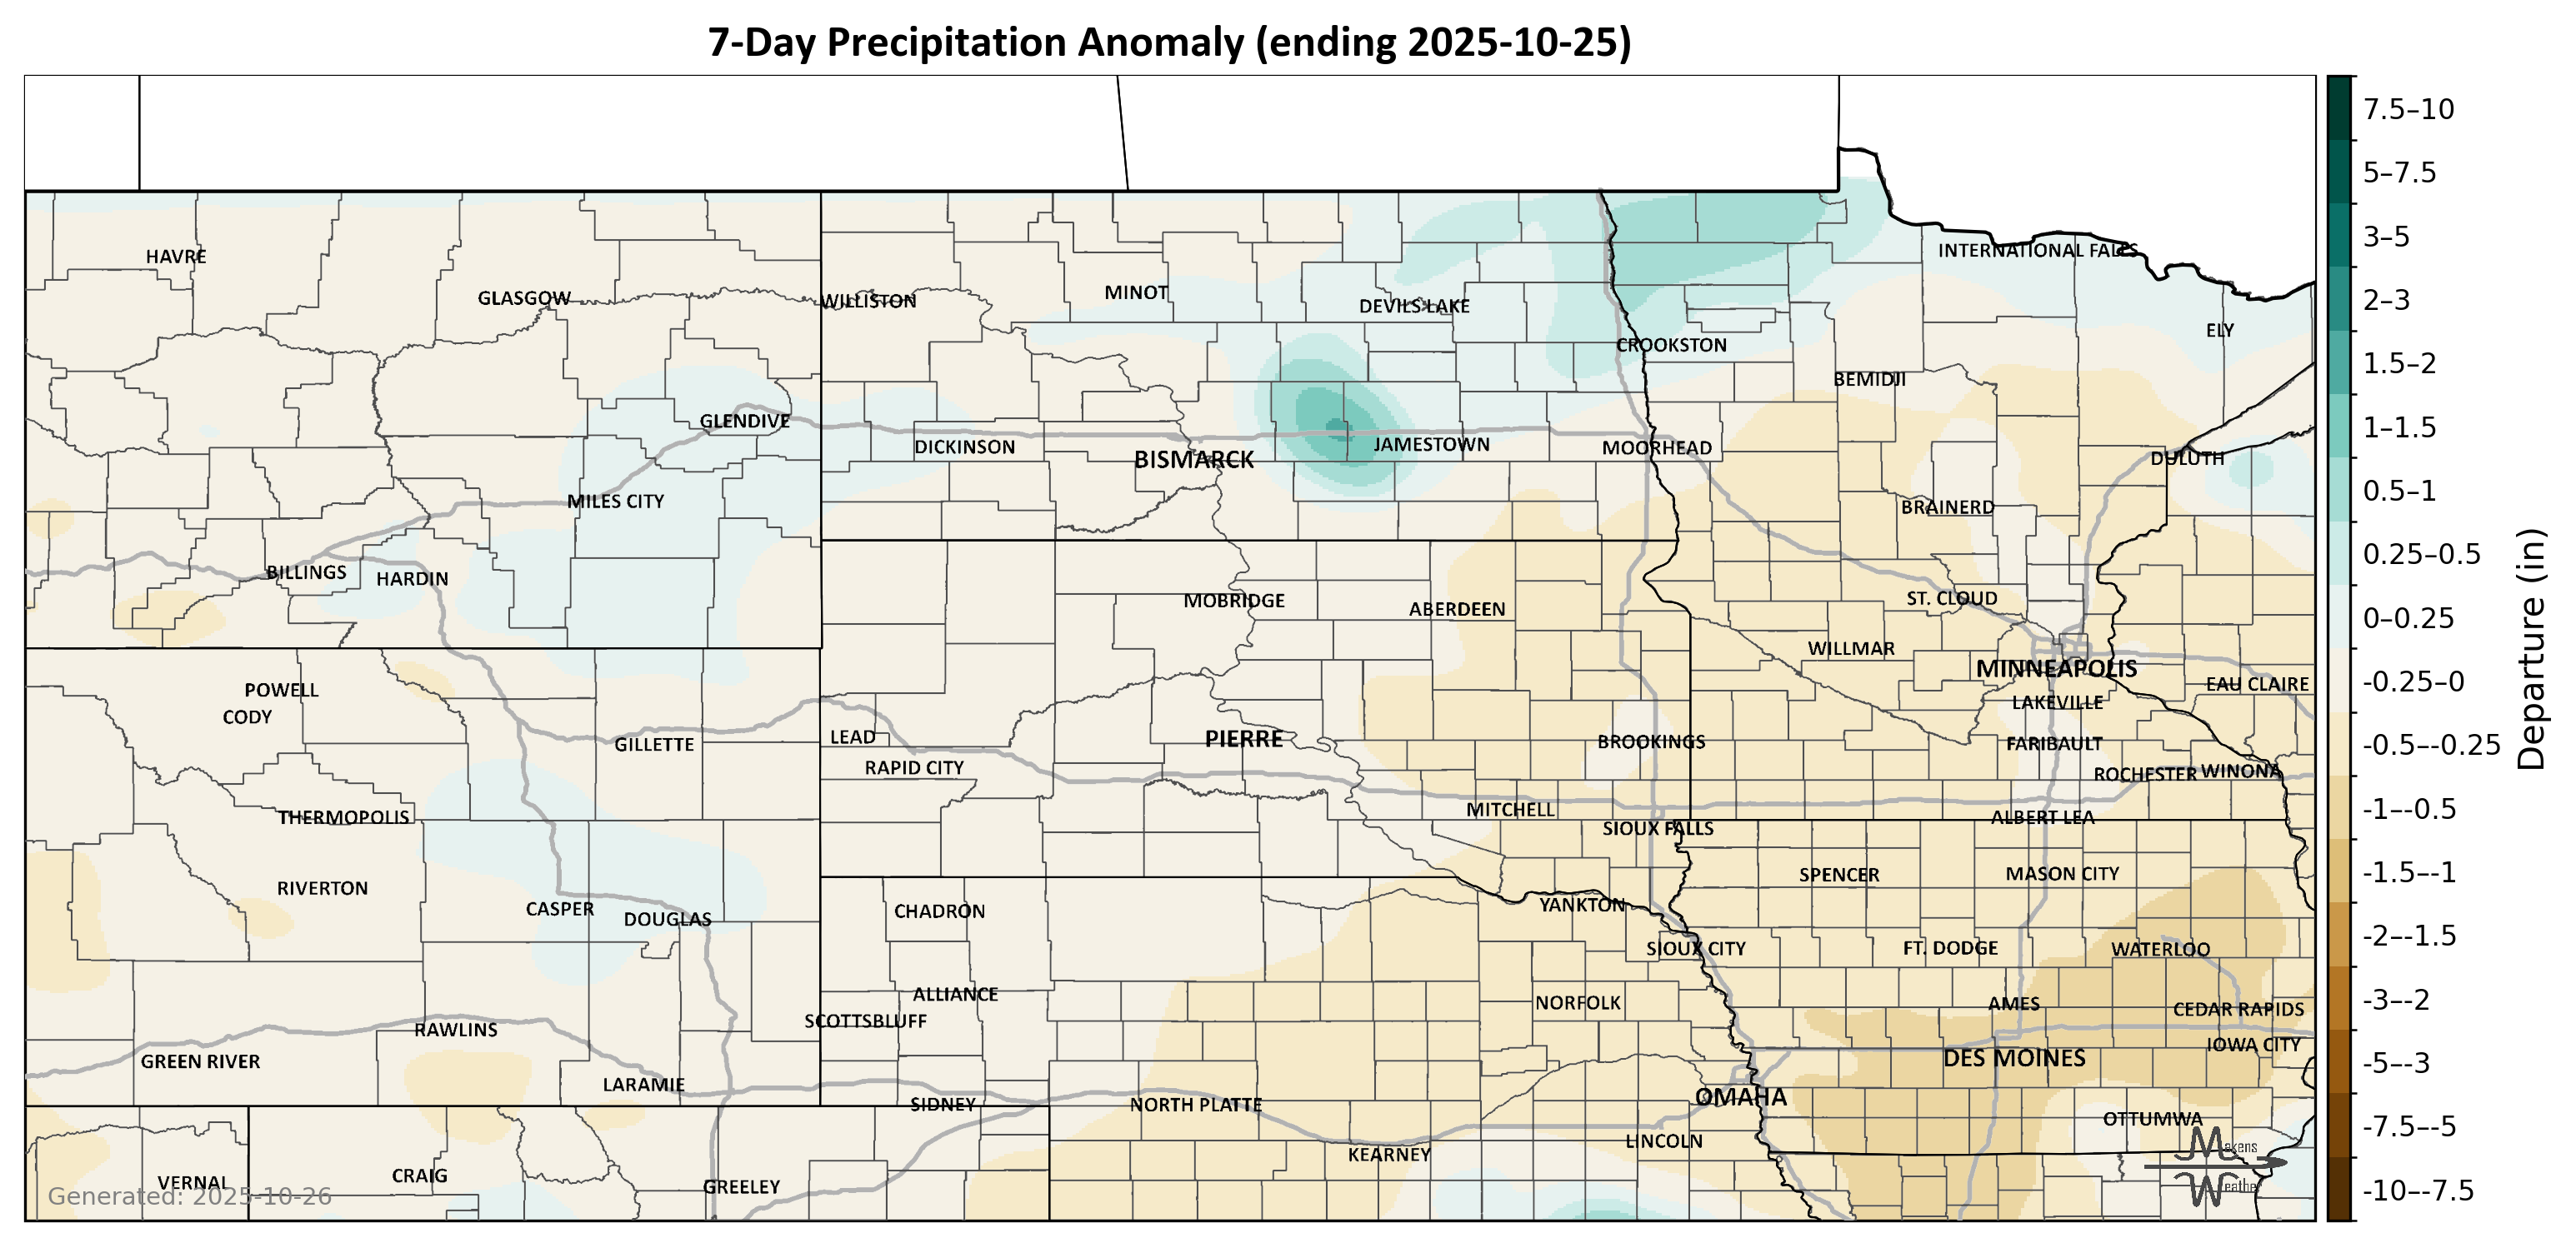 7-Day Precipitation Anomaly (ending 2025-10-25)
HAVRE
GLASGOW
WILLISTON
MINOT
DEVILS LAKE
CROOKSTON
INTERNATIONAL FALLS
ELY
BEMIDJI
GLENDIVE
DICKINSON
BISMARCK
JAMESTOWN
MOORHEAD
DULUTH
MILES CITY
BRAINERD
BILLINGS
HARDIN
MOBRIDGE
ABERDEEN
ST. CLOUD
WILLMAR
MINNEAPOLIS
EAU CLAIRE
LAKEVILLE
POWELL
CODY
GILLETTE
LEAD
RAPID CITY
PIERRE
BROOKINGS
FARIBAULT
ROCHESTER
WINONA
THERMOPOLIS
MITCHELL
SIOUX FALLS
ALBERT LEA
RIVERTON
CASPER
DOUGLAS
CHADRON
YANKTON
SPENCER
MASON CITY
SIOUX CITY
FT. DODGE
WATERLOO
ALLIANCE
SCOTTSBLUFF
NORFOLK
AMES
CEDAR RAPIDS
RAWLINS
GREEN RIVER
LARAMIE
DES MOINES
IOWA CITY
SIDNEY
NORTH PLATTE
OMAHA
OTTUMWA
LINCOLN
KEARNEY
VERNAL
CRAIG
GREELEY
Generated: 2025-10-26
Makens
Weather
7.5–10
5–7.5
3–5
2–3
1.5–2
1–1.5
0.5–1
0.25–0.5
0–0.25
-0.25–0
-0.5–-0.25
-1–-0.5
-1.5–-1
-2–-1.5
-3–-2
-5–-3
-7.5–-5
-10–-7.5
Departure (in)